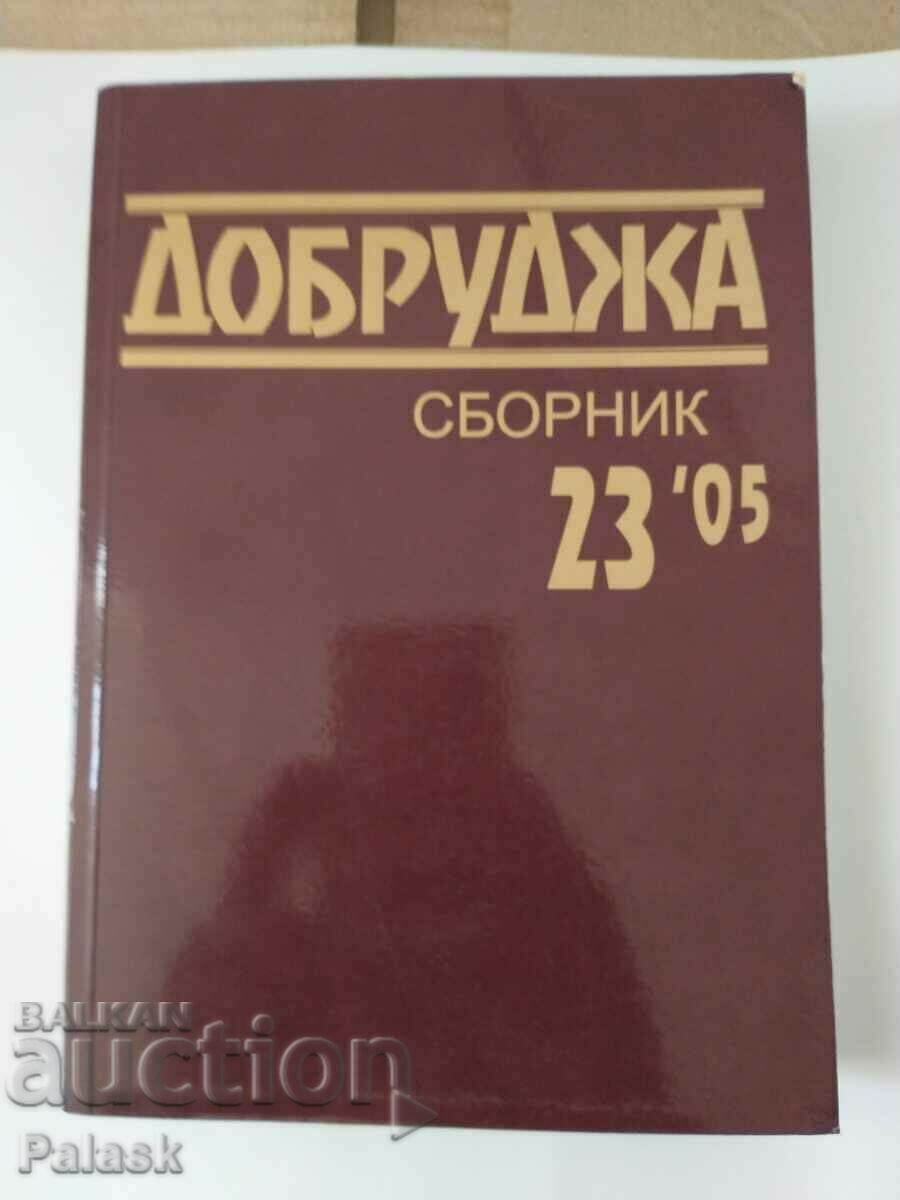 ДОБРУДЖА
СБОРНИК
23 '05
BALKAN
auction
Palask